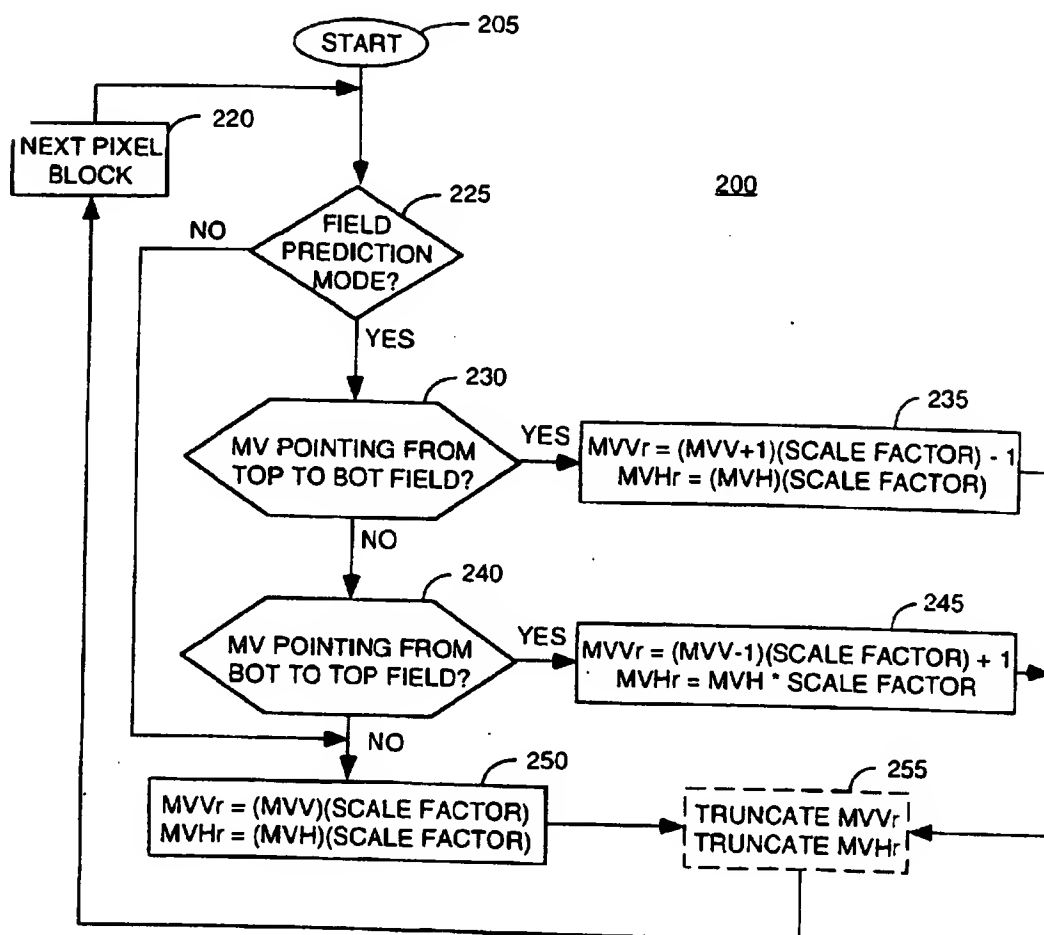 205
START
220
NEXT PIXEL
BLOCK
200
225
FIELD
PREDICTION
MODE?
NO
YES
230
MV POINTING FROM
TOP TO BOT FIELD?
YES
235
MVVr = (MVV+1)(SCALE FACTOR) - 1
MVHr = (MVH)(SCALE FACTOR)
NO
240
MV POINTING FROM
BOT TO TOP FIELD?
YES
245
MVVr = (MVV-1)(SCALE FACTOR) + 1
MVHr = MVH * SCALE FACTOR
NO
250
MVVr = (MVV)(SCALE FACTOR)
MVHr = (MVH)(SCALE FACTOR)
255
TRUNCATE MVVr
TRUNCATE MVHr